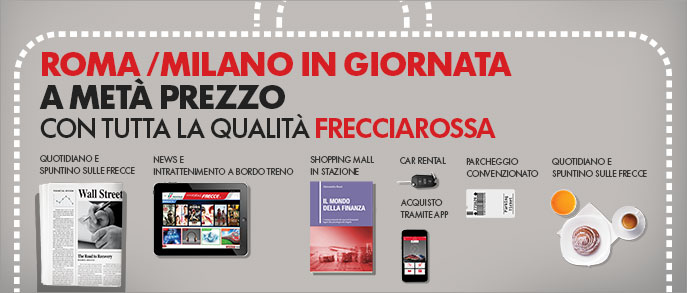 ROMA /MILANO IN GIORNATA
A METÀ PREZZO
CON TUTTA LA QUALITÀ FRECCIAROSSA
QUOTIDIANO E
SPUNTINO SULLE FRECCE
NEWS E
INTRATTENIMENTO A BORDO TRENO
SHOPPING MALL
IN STAZIONE
CAR RENTAL
ACQUISTO
TRAMITE APP
PARCHEGGIO
CONVENZIONATO
QUOTIDIANO E
SPUNTINO SULLE FRECCE
Wall Street
The Road to Recovery
FRECCE
IL MONDO
DELLA FINANZA
Parking